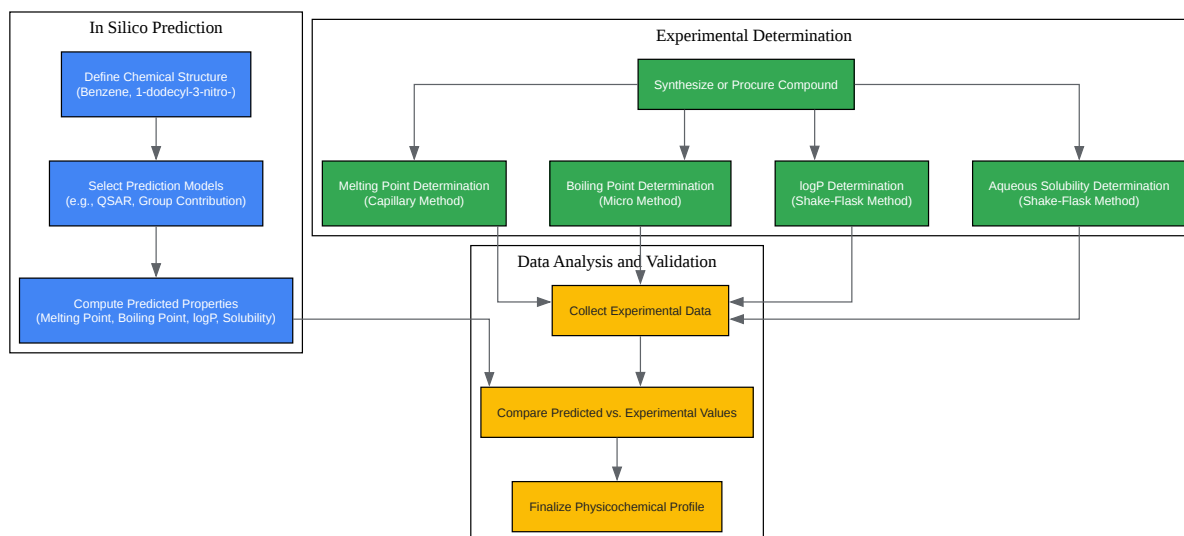 In Silico Prediction
Define Chemical Structure
(Benzene, 1-dodecyl-3-nitro-)
Select Prediction Models
(e.g., QSAR, Group Contribution)
Compute Predicted Properties
(Melting Point, Boiling Point, logP, Solubility)
Experimental Determination
Synthesize or Procure Compound
Melting Point Determination
(Capillary Method)
Boiling Point Determination
(Micro Method)
logP Determination
(Shake-Flask Method)
Aqueous Solubility Determination
(Shake-Flask Method)
Data Analysis and Validation
Collect Experimental Data
Compare Predicted vs. Experimental Values
Finalize Physicochemical Profile